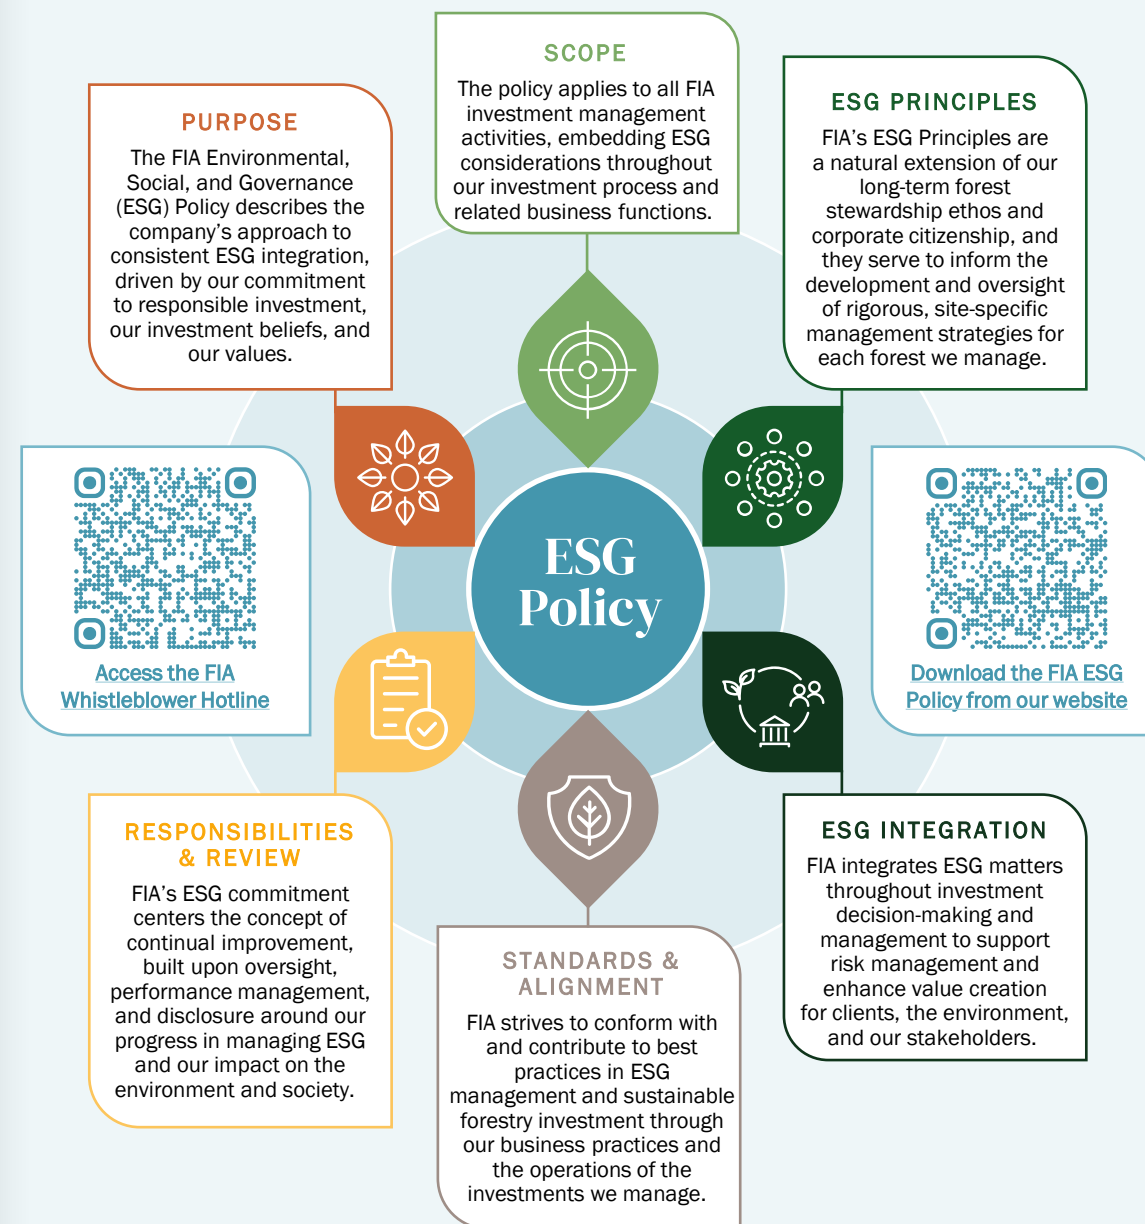 SCOPE
The policy applies to all FIA
investment management
activities, embedding ESG
considerations throughout
our investment process and
related business functions.
PURPOSE
The FIA Environmental,
Social, and Governance
(ESG) Policy describes the
company’s approach to
consistent ESG integration,
driven by our commitment
to responsible investment,
our investment beliefs, and
our values.
ESG PRINCIPLES
FIA’s ESG Principles are
a natural extension of our
long-term forest
stewardship ethos and
corporate citizenship, and
they serve to inform the
development and oversight
of rigorous, site-specific
management strategies for
each forest we manage.
ESG
Policy
Access the FIA
Whistleblower Hotline
Download the FIA ESG
Policy from our website
RESPONSIBILITIES
& REVIEW
FIA’s ESG commitment
centers the concept of
continual improvement,
built upon oversight,
performance management,
and disclosure around our
progress in managing ESG
and our impact on the
environment and society.
STANDARDS &
ALIGNMENT
FIA strives to conform with
and contribute to best
practices in ESG
management and sustainable
forestry investment through
our business practices and
the operations of the
investments we manage.
ESG INTEGRATION
FIA integrates ESG matters
throughout investment
decision-making and
management to support
risk management and
enhance value creation
for clients, the environment,
and our stakeholders.